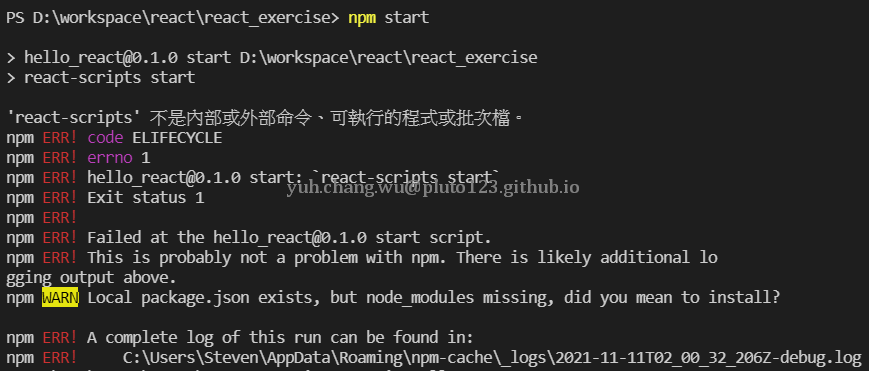 PS D:\workspace\react\react_exercise> npm start
> hello_react@0.1.0 start D:\workspace\react\react_exercise
> react-scripts start
'react-scripts' 不是內部或外部命令、可執行的程式或批次檔。
npm ERR! code ELIFECYCLE
npm ERR! errno 1
npm ERR! hello_react@0.1.0 start: `react-scripts start`
yuh.chang.wu@pluto123.github.io
npm ERR! Exit status 1
npm ERR!
npm ERR! Failed at the hello_react@0.1.0 start script.
npm ERR! This is probably not a problem with npm. There is likely additional lo
gging output above.
npm WARN Local package.json exists, but node_modules missing, did you mean to install?
npm ERR! A complete log of this run can be found in:
npm ERR!     C:\Users\Steven\AppData\Roaming\npm-cache\_logs\2021-11-11T02_00_32_206Z-debug.log